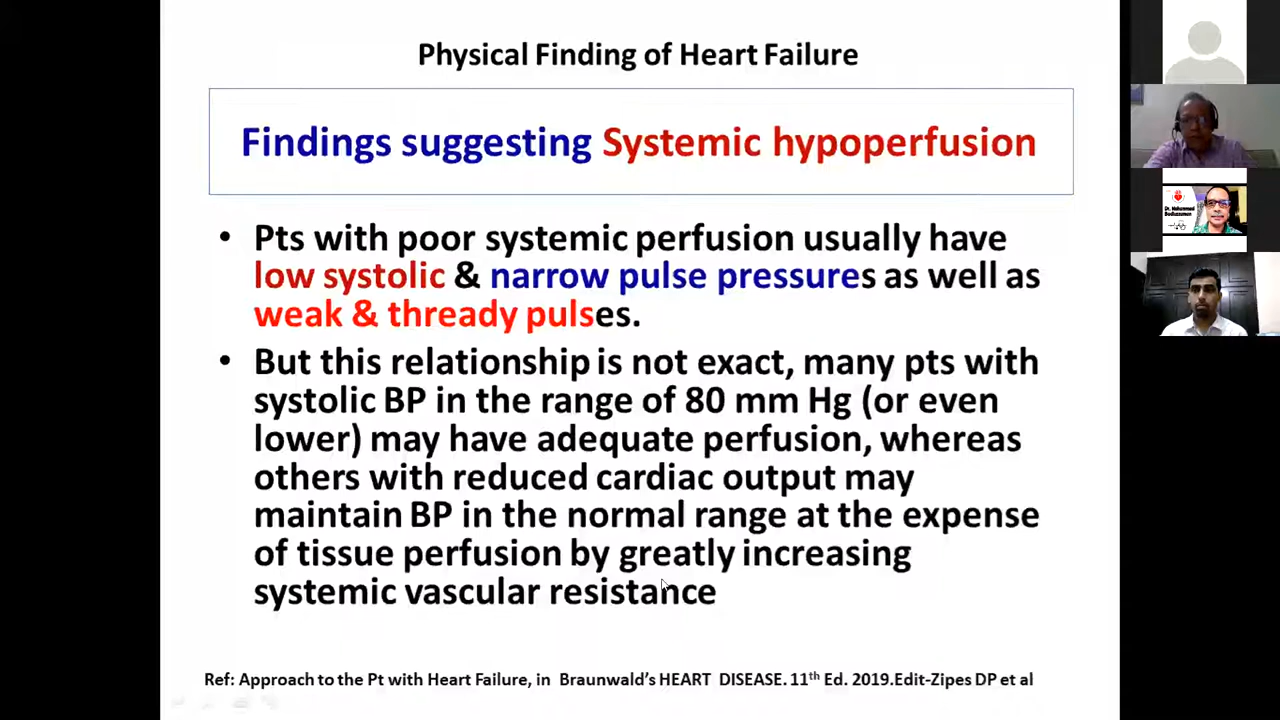 Physical Finding of Heart Failure
Findings suggesting Systemic hypoperfusion
• Pts with poor systemic perfusion usually have
low systolic & narrow pulse pressures as well as
weak & thready pulses.
• But this relationship is not exact, many pts with
systolic BP in the range of 80 mm Hg (or even
lower) may have adequate perfusion, whereas
others with reduced cardiac output may
maintain BP in the normal range at the expense
of tissue perfusion by greatly increasing
systemic vascular resistance
Ref: Approach to the Pt with Heart Failure, in Braunwald's HEART DISEASE. 11th Ed. 2019.Edit-Zipes DP et al
Dr. Mohammad